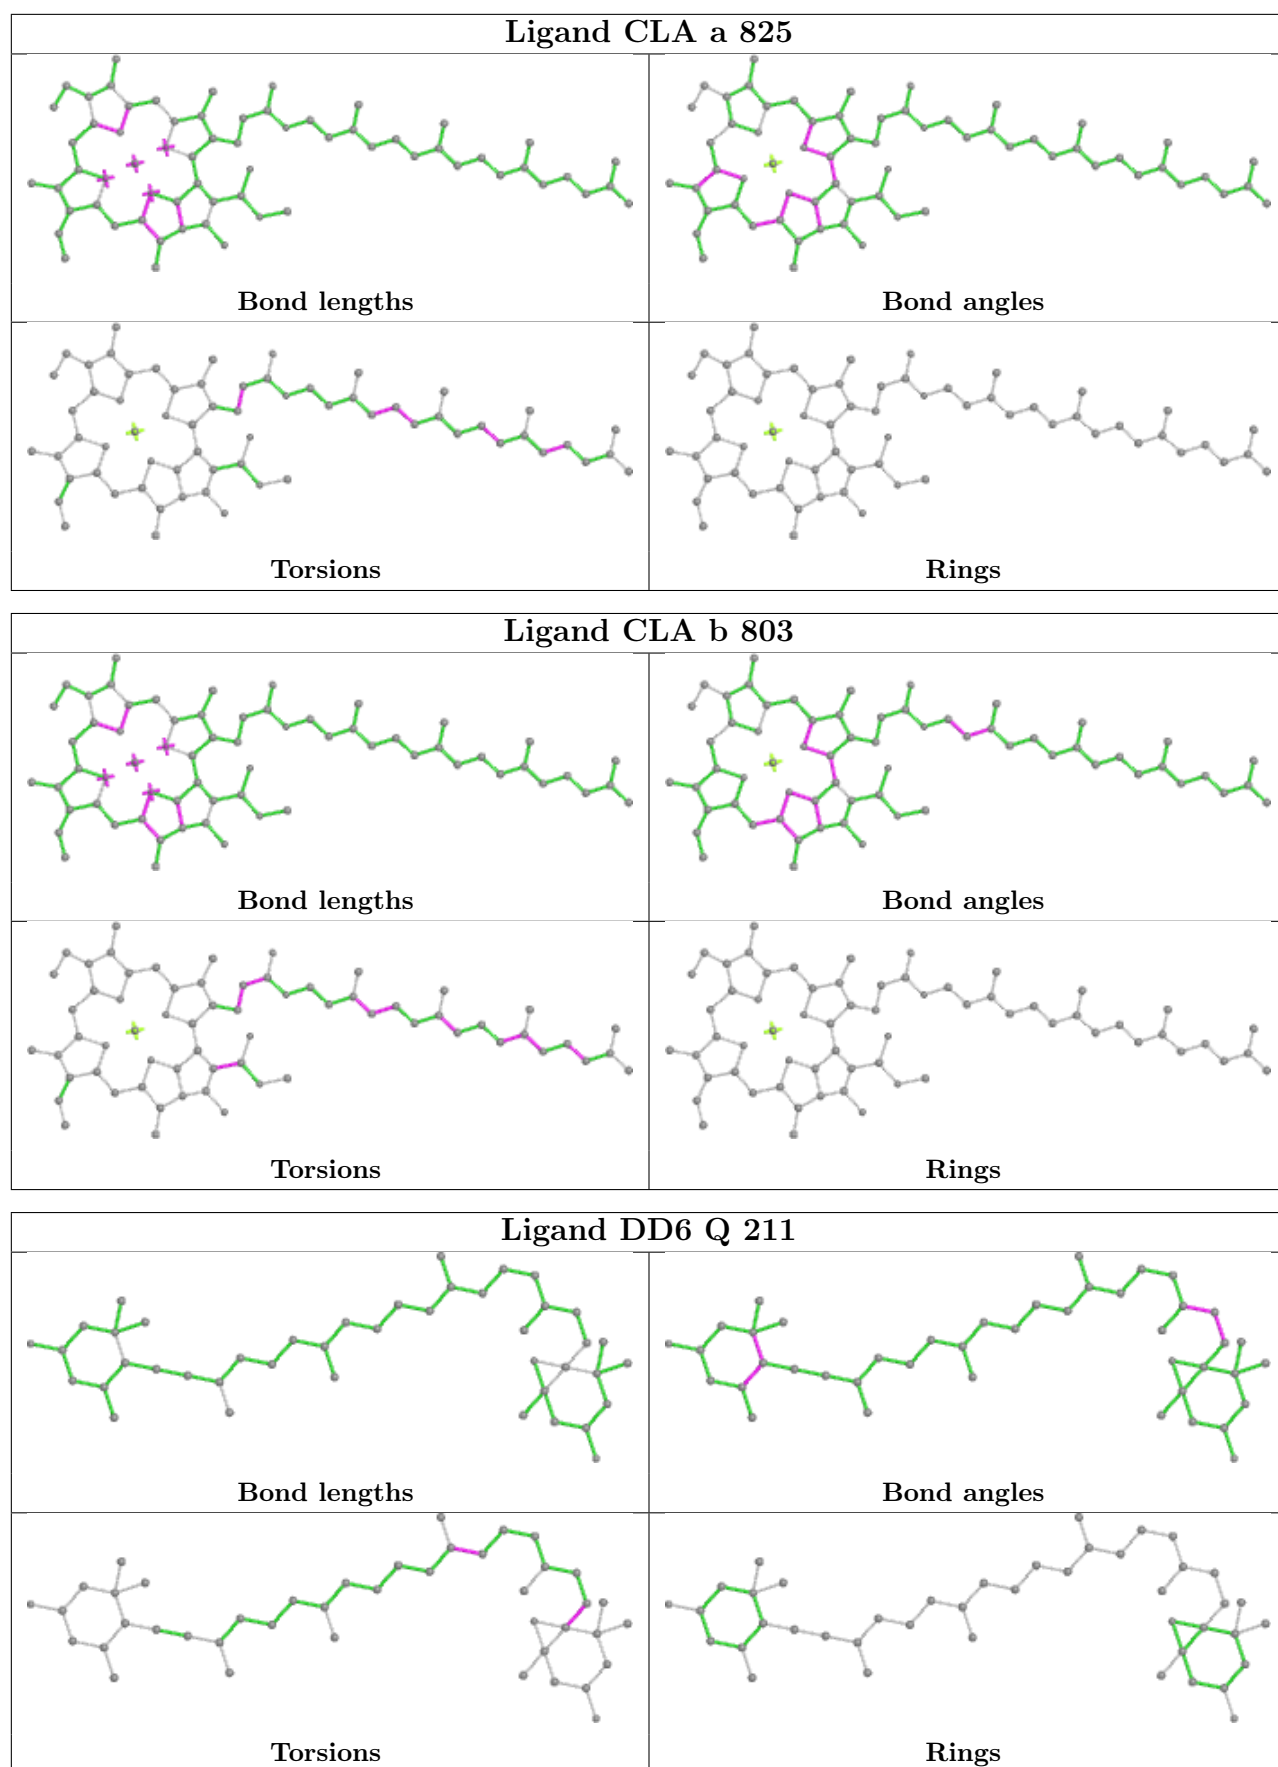 Ligand CLA a 825
Bond lengths
Bond angles
Torsions
Rings
Ligand CLA b 803
Bond lengths
Bond angles
Torsions
Rings
Ligand DD6 Q 211
Bond lengths
Bond angles
Torsions
Rings